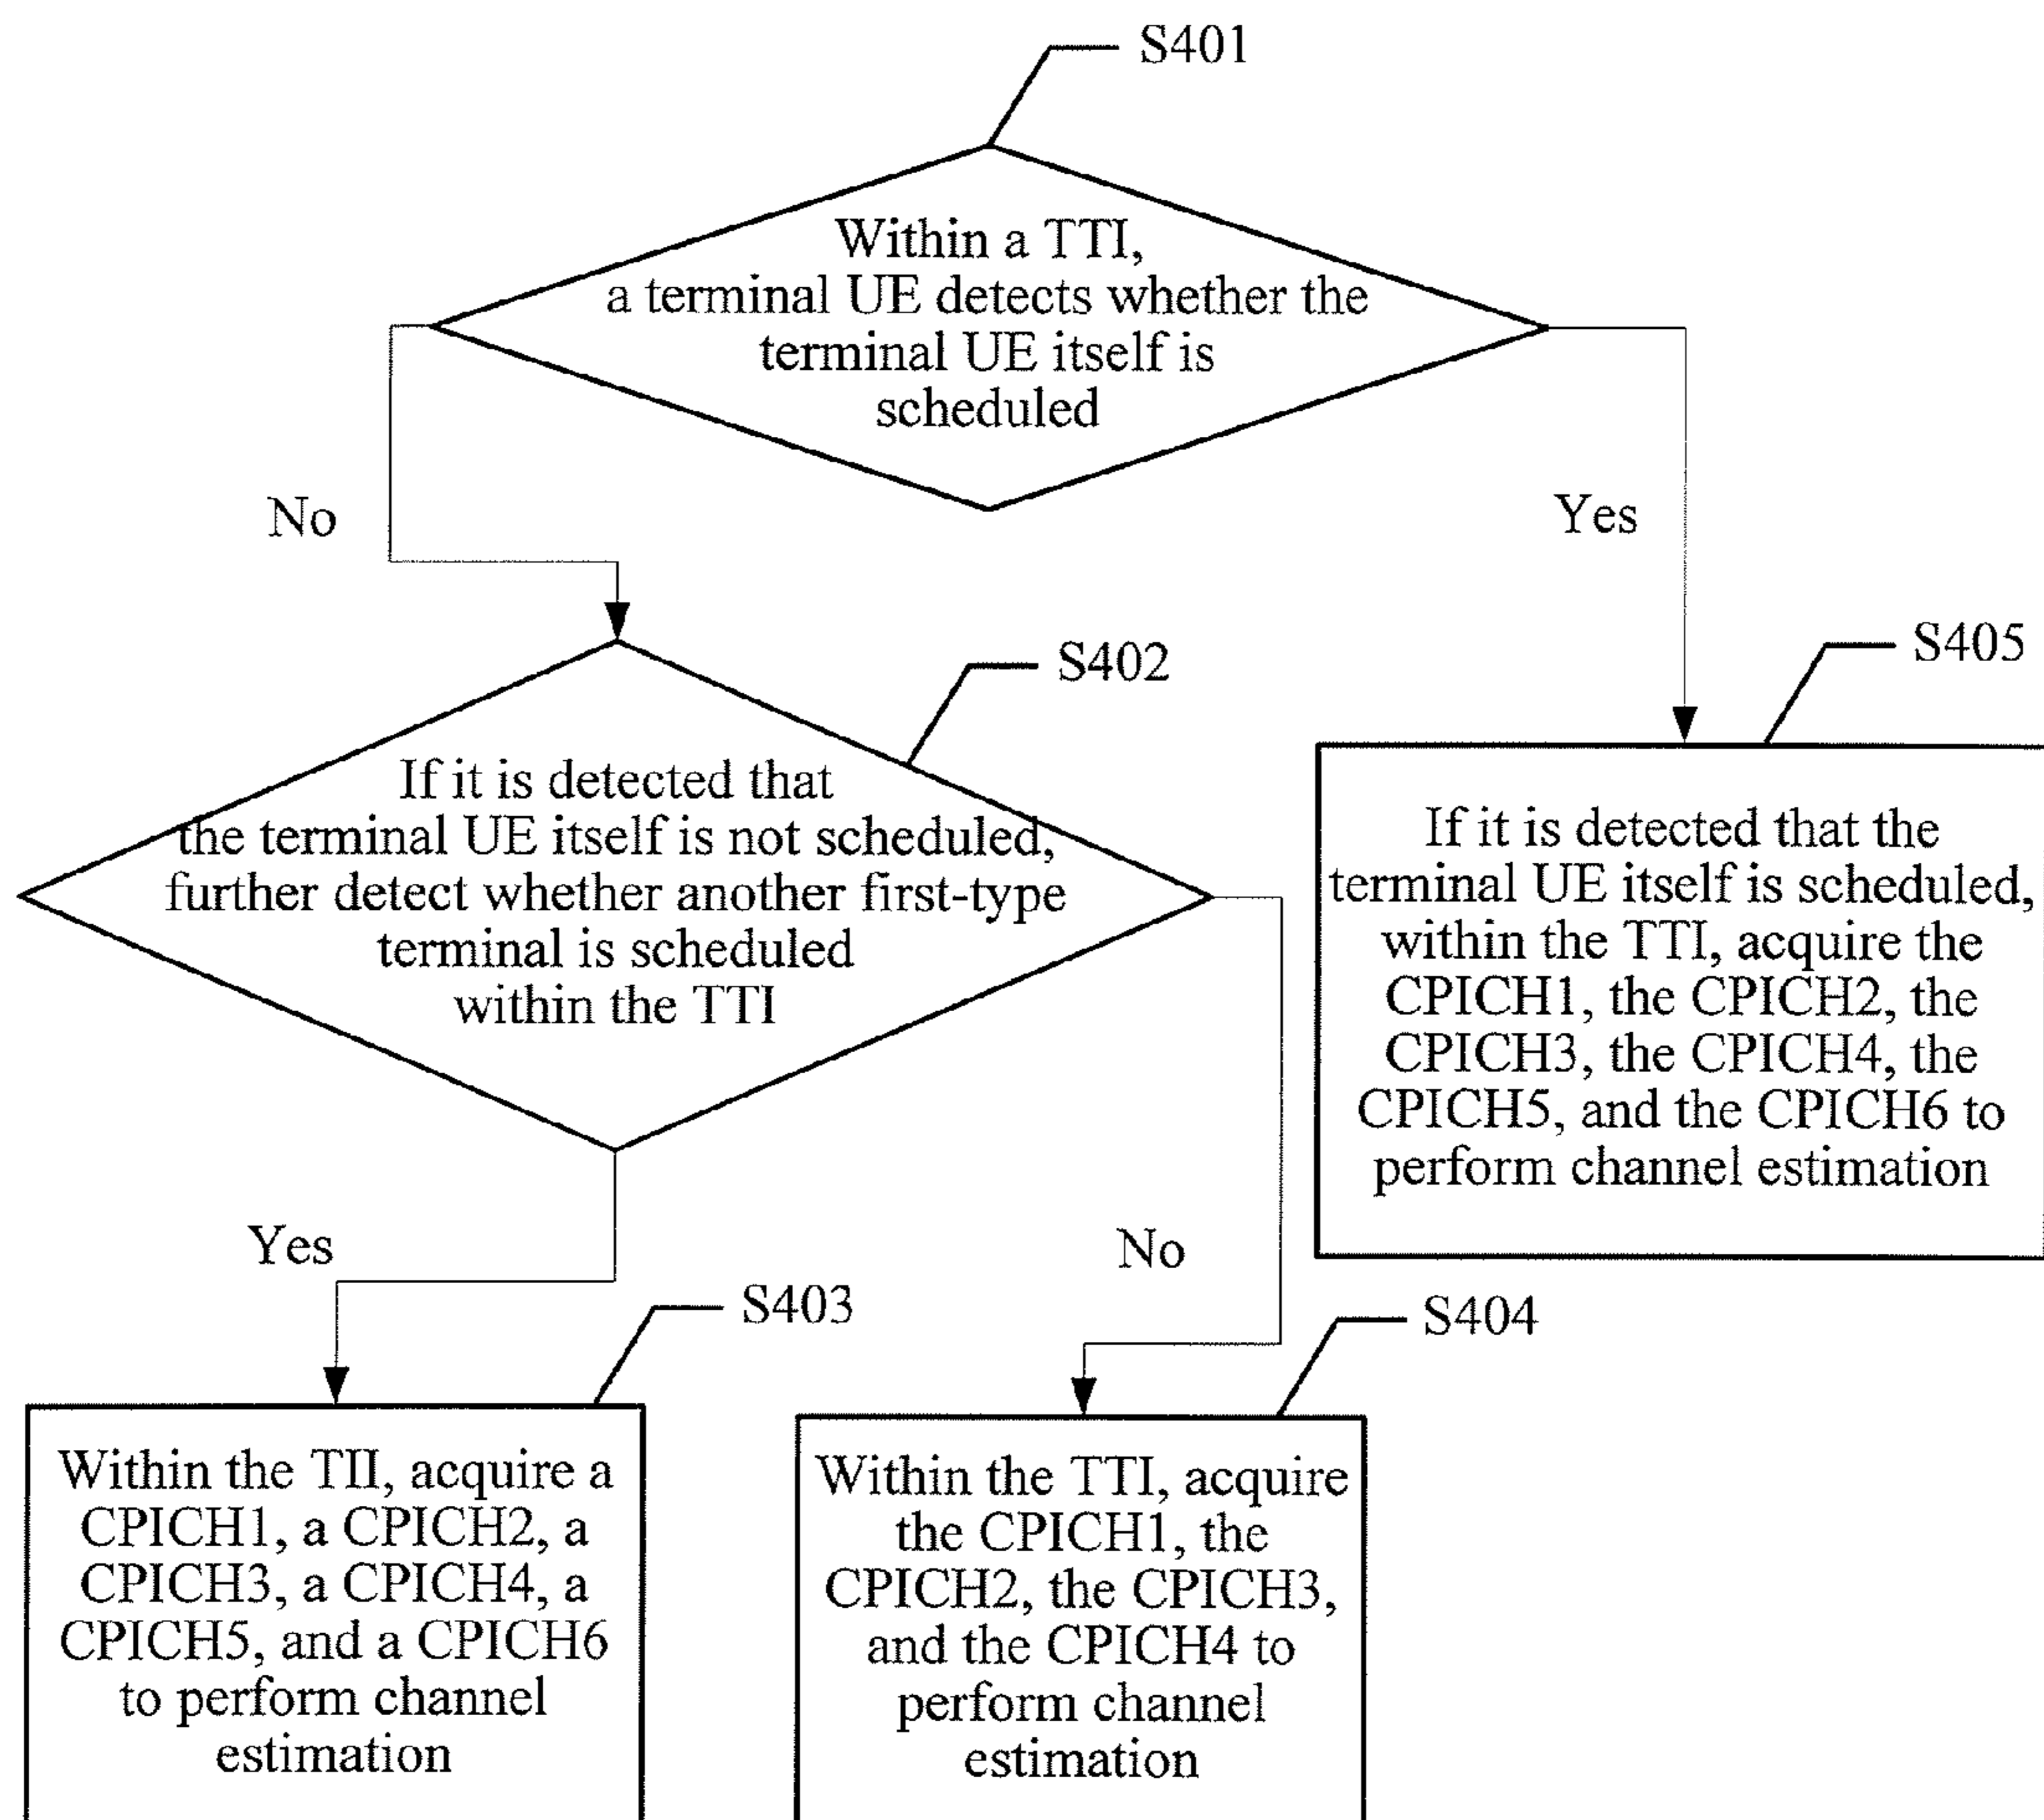 S401
Within a TTI,
a terminal UE detects whether the
terminal UE itself is
scheduled
No
Yes
S402
If it is detected that
the terminal UE itself is not scheduled,
further detect whether another first-type
terminal is scheduled
within the TTI
S405
If it is detected that the
terminal UE itself is scheduled,
within the TTI, acquire the
CPICH1, the CPICH2, the
CPICH3, the CPICH4, the
CPICH5, and the CPICH6 to
perform channel estimation
Yes
No
S403
Within the TII, acquire a
CPICH1, a CPICH2, a
CPICH3, a CPICH4, a
CPICH5, and a CPICH6
to perform channel
estimation
S404
Within the TTI, acquire
the CPICH1, the
CPICH2, the CPICH3,
and the CPICH4 to
perform channel
estimation